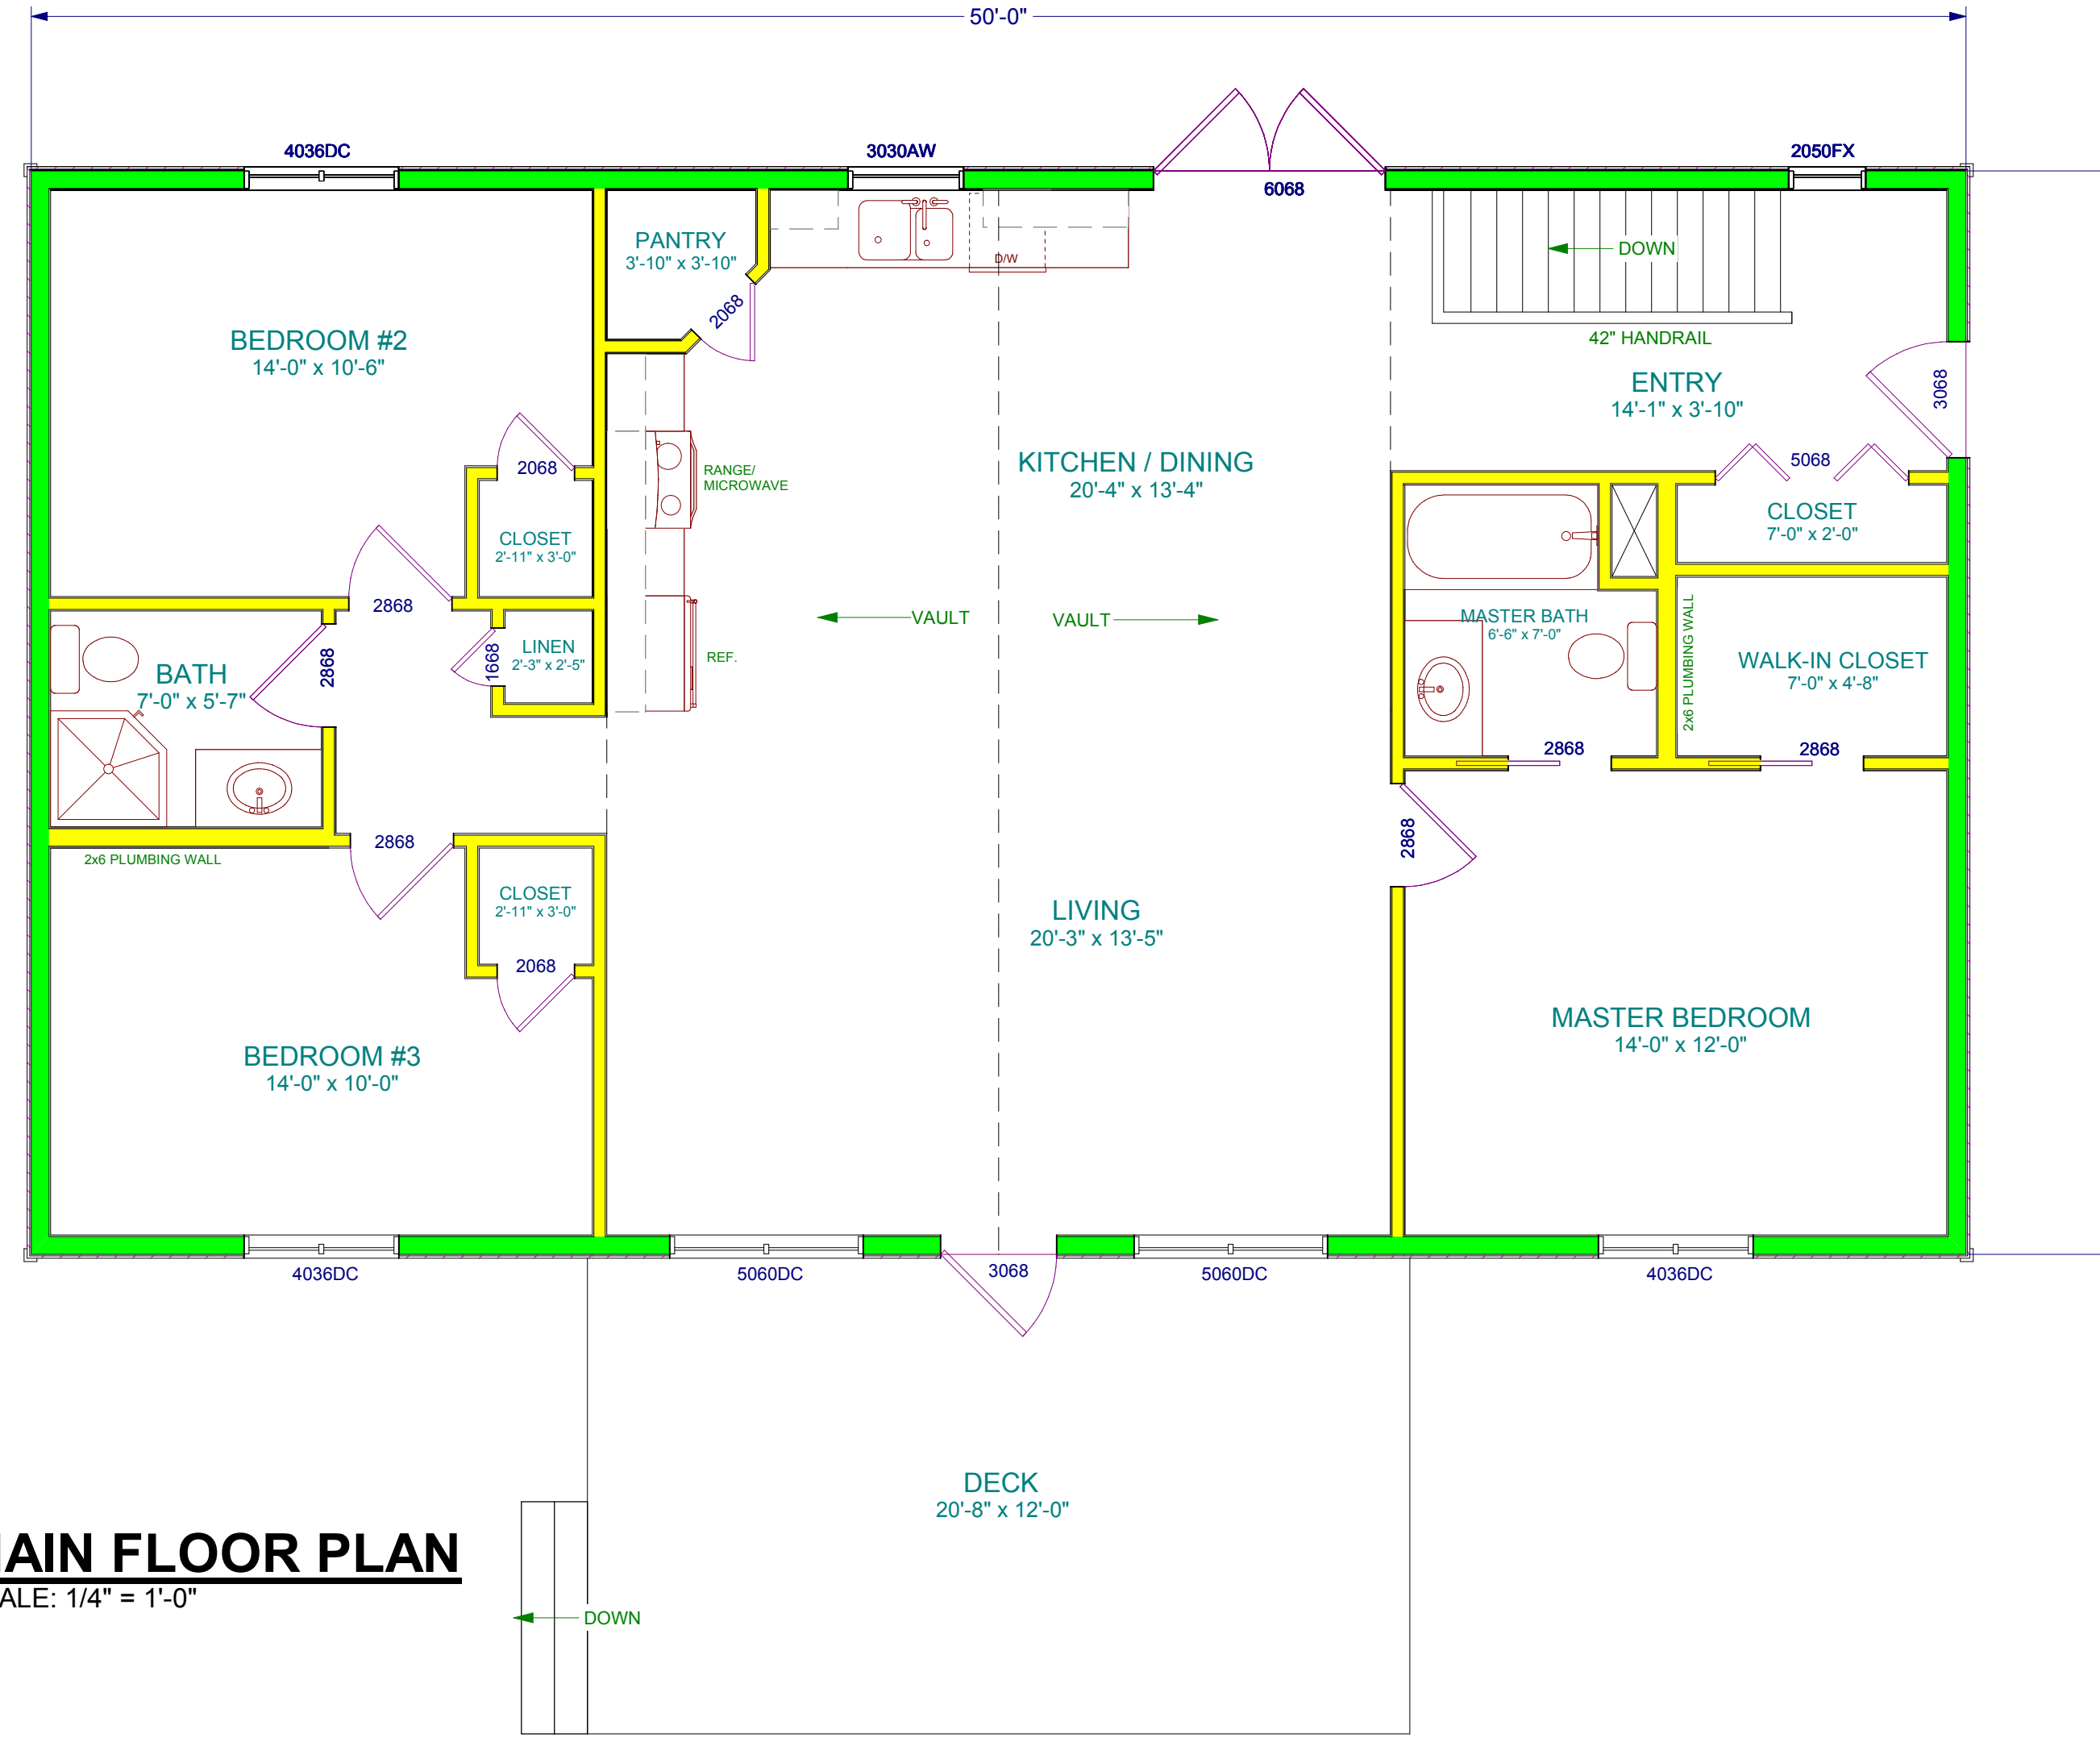 50'-0"
4036DC
3030AW
2050FX
6068
PANTRY
3'-10" x 3'-10"
2068
D/W
DOWN
42" HANDRAIL
BEDROOM #2
14'-0" x 10'-6"
ENTRY
14'-1" x 3'-10"
3068
2068
RANGE/
MICROWAVE
KITCHEN / DINING
20'-4" x 13'-4"
5068
CLOSET
7'-0" x 2'-0"
CLOSET
2'-11" x 3'-0"
2868
VAULT
VAULT
MASTER BATH
6'-6" x 7'-0"
2x6 PLUMBING WALL
WALK-IN CLOSET
7'-0" x 4'-8"
BATH
7'-0" x 5'-7"
2868
1668
LINEN
2'-3" x 2'-5"
REF.
2868
2868
2868
2868
2x6 PLUMBING WALL
CLOSET
2'-11" x 3'-0"
2068
LIVING
20'-3" x 13'-5"
BEDROOM #3
14'-0" x 10'-0"
MASTER BEDROOM
14'-0" x 12'-0"
4036DC
5060DC
3068
5060DC
4036DC
DECK
20'-8" x 12'-0"
AIN FLOOR PLAN
ALE: 1/4" = 1'-0"
DOWN